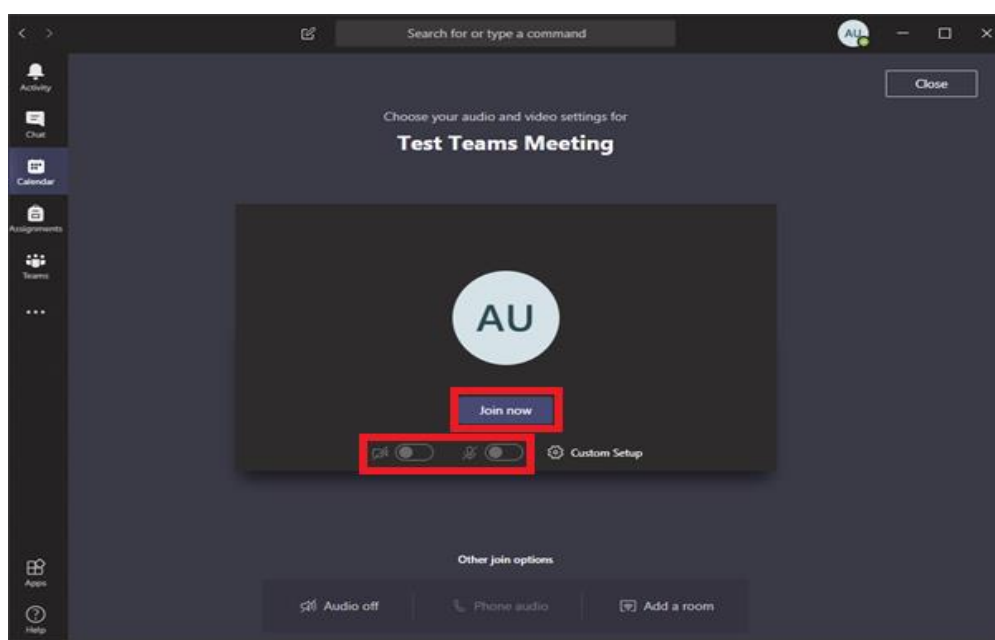 Search for or type a command
AU
Activity
Close
Chat
Choose your audio and video settings for
Test Teams Meeting
Calendar
Assignments
Teams
AU
Join now
Custom Setup
Other join options
Apps
Audio off
Phone audio
Add a room
Help